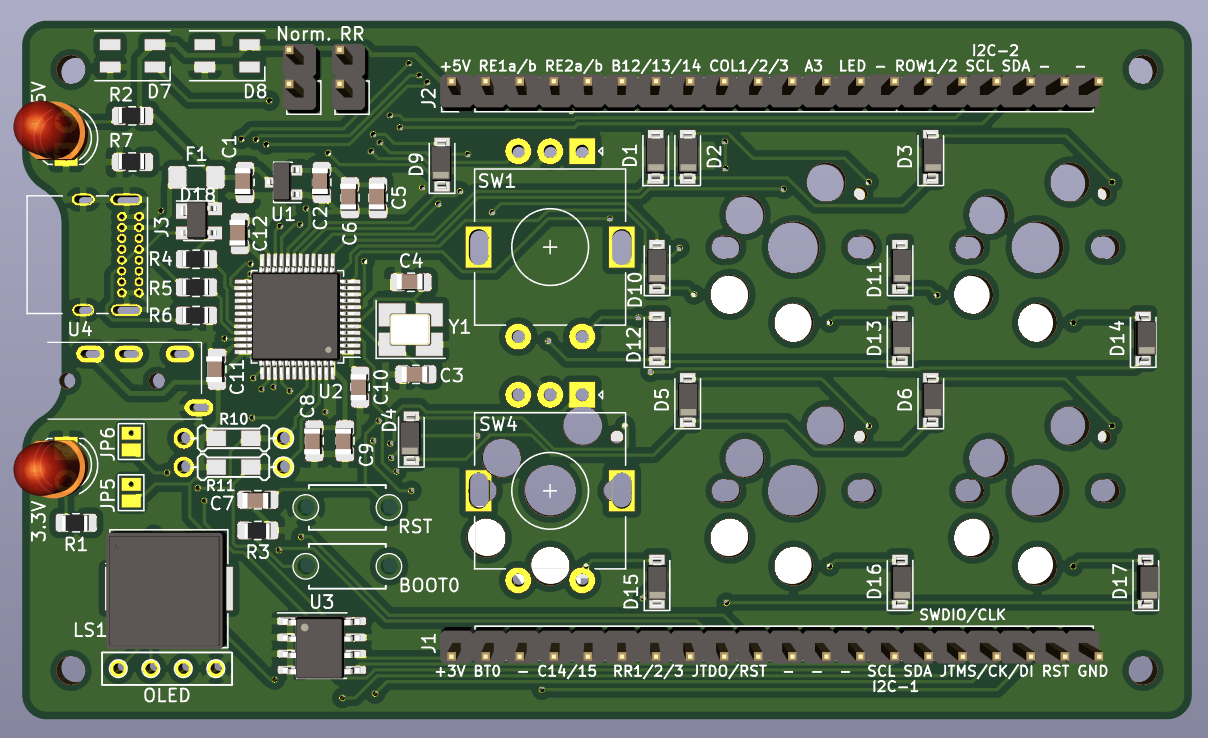 Norm. RR
I2C-2
+5V RE1a/b RE2a/b B12/13/14 COL1/2/3 A3 LED - ROW1/2 SCL SDA - -
J2
5V
R2
D7
D8
R7
F1
C1
D9
D1
D2
D3
SW1
D18
J3
U1
C2
C6
C5
C12
R4
R5
R6
U4
C4
Y1
C3
D10
D11
D12
D13
D14
C11
U2
C10
C8
C9
D4
D5
D6
SW4
JP6
R10
JP5
R11
C7
3.3V
R1
R3
RST
BOOT0
D15
D16
D17
U3
LS1
OLED
SWDIO/CLK
J1
+3V BT0 - C14/15 RR1/2/3 JTDO/RST - - - SCL SDA JTMS/CK/DI RST GND
I2C-1